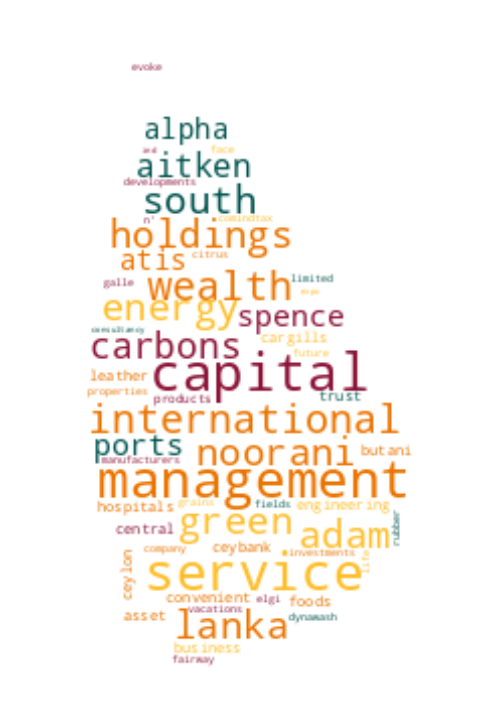 evoke
alpha
and face
aitken
developments
south
n' comindtax
holdings
atis citrus
galle wealth limited
energy
spence
consultancy
carbons cargills
future
leather capital
properties products trust
international
ports noorani butani
manufacturers
management
hospitals grains fields engineering
central green adam rubber
company ceybank investments
ceylon service life
convenient elgi foods
asset vacations dynawash
lanka
business
fairway